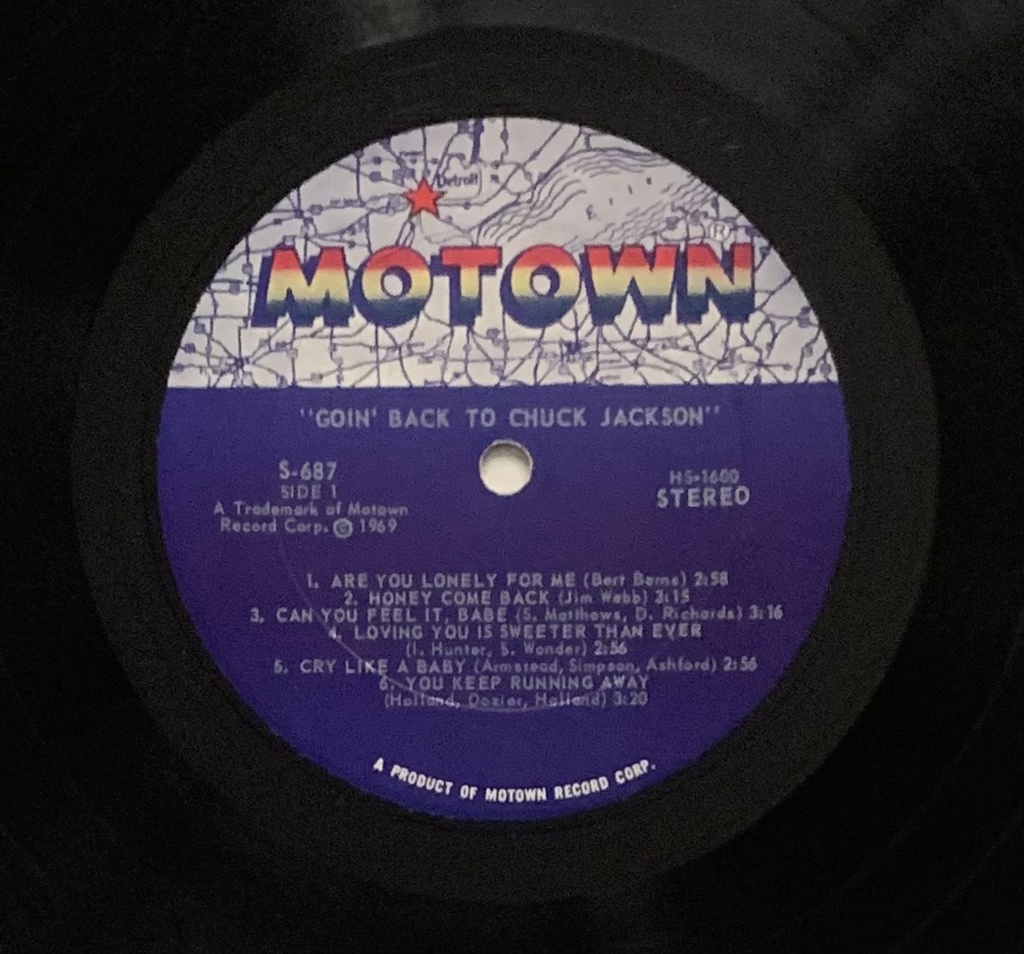 Detroit
E I
MOTOWN®
"GOIN' BACK TO CHUCK JACKSON"
S-687
SIDE 1
A Trademark of Motown
Record Corp. © 1969
HS-1600
STEREO
1. ARE YOU LONELY FOR ME (Bert Berns) 2:58
2. HONEY COME BACK (Jim Webb) 3:15
3. CAN YOU FEEL IT, BABE (S. Matthews, D. Richards) 3:16
4. LOVING YOU IS SWEETER THAN EVER
(I. Hunter, S. Wonder) 2:56
5. CRY LIKE A BABY (Armstead, Simpson, Ashford) 2:56
6. YOU KEEP RUNNING AWAY
(Holland, Dozier, Holland) 3:20
A PRODUCT OF MOTOWN RECORD CORP.